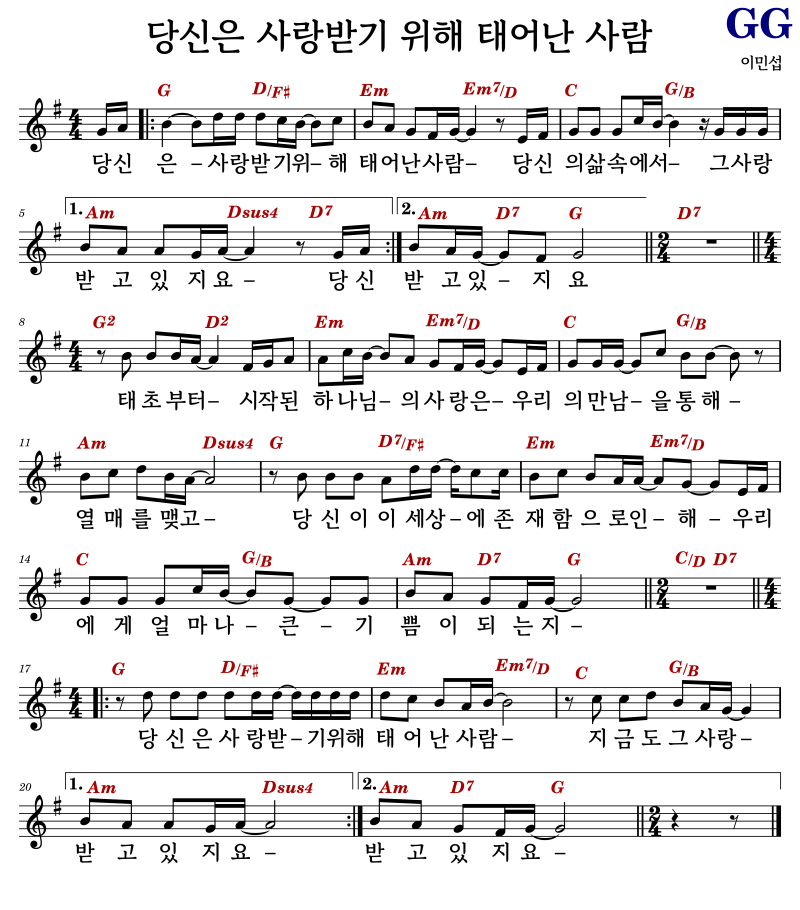 당신은 사랑받기 위해 태어난 사람
GG
이민섭
G D/F♯ Em Em7/D C G/B
당신 은 – 사랑받기위– 해 태어난사람– 당신 의삶속에서– 그사랑
1. Am Dsus4 D7 2. Am D7 G D7
5
받 고 있 지 요 – 당 신 받 고있– 지 요
G2 D2 Em Em7/D C G/B
8
태 초 부터– 시작된 하 나님– 의 사 랑은– 우리 의 만남– 을 통 해 –
Am Dsus4 G D7/F♯ Em Em7/D
11
열 매 를 맺고– 당 신 이 이 세상–에 존 재 함 으 로인– 해 – 우리
C G/B Am D7 G C/D D7
14
에 게 얼 마 나 – 큰 – 기 쁨 이 되 는 지 –
G D/F♯ Em Em7/D C G/B
17
당 신 은 사 랑받–기위해 태 어 난 사람– 지 금 도 그 사랑–
1. Am Dsus4 2. Am D7 G
20
받 고 있 지 요 – 받 고 있 지 요 –